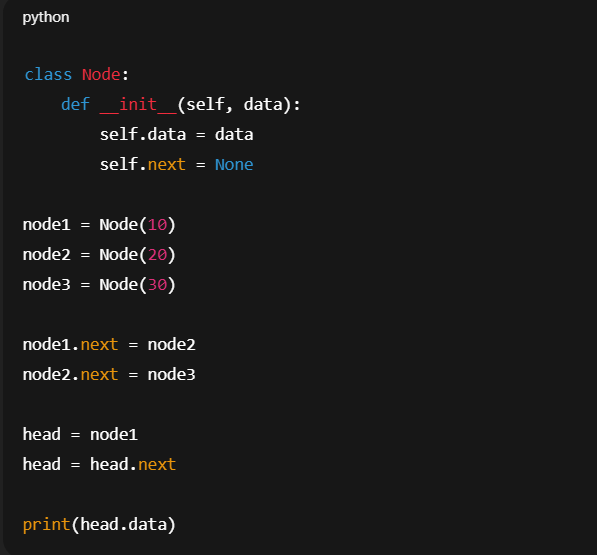 python
class Node:
    def __init__(self, data):
        self.data = data
        self.next = None
node1 = Node(10)
node2 = Node(20)
node3 = Node(30)
node1.next = node2
node2.next = node3
head = node1
head = head.next
print(head.data)